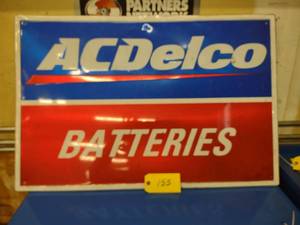 PARTNERS
ACDelco
BATTERIES
155